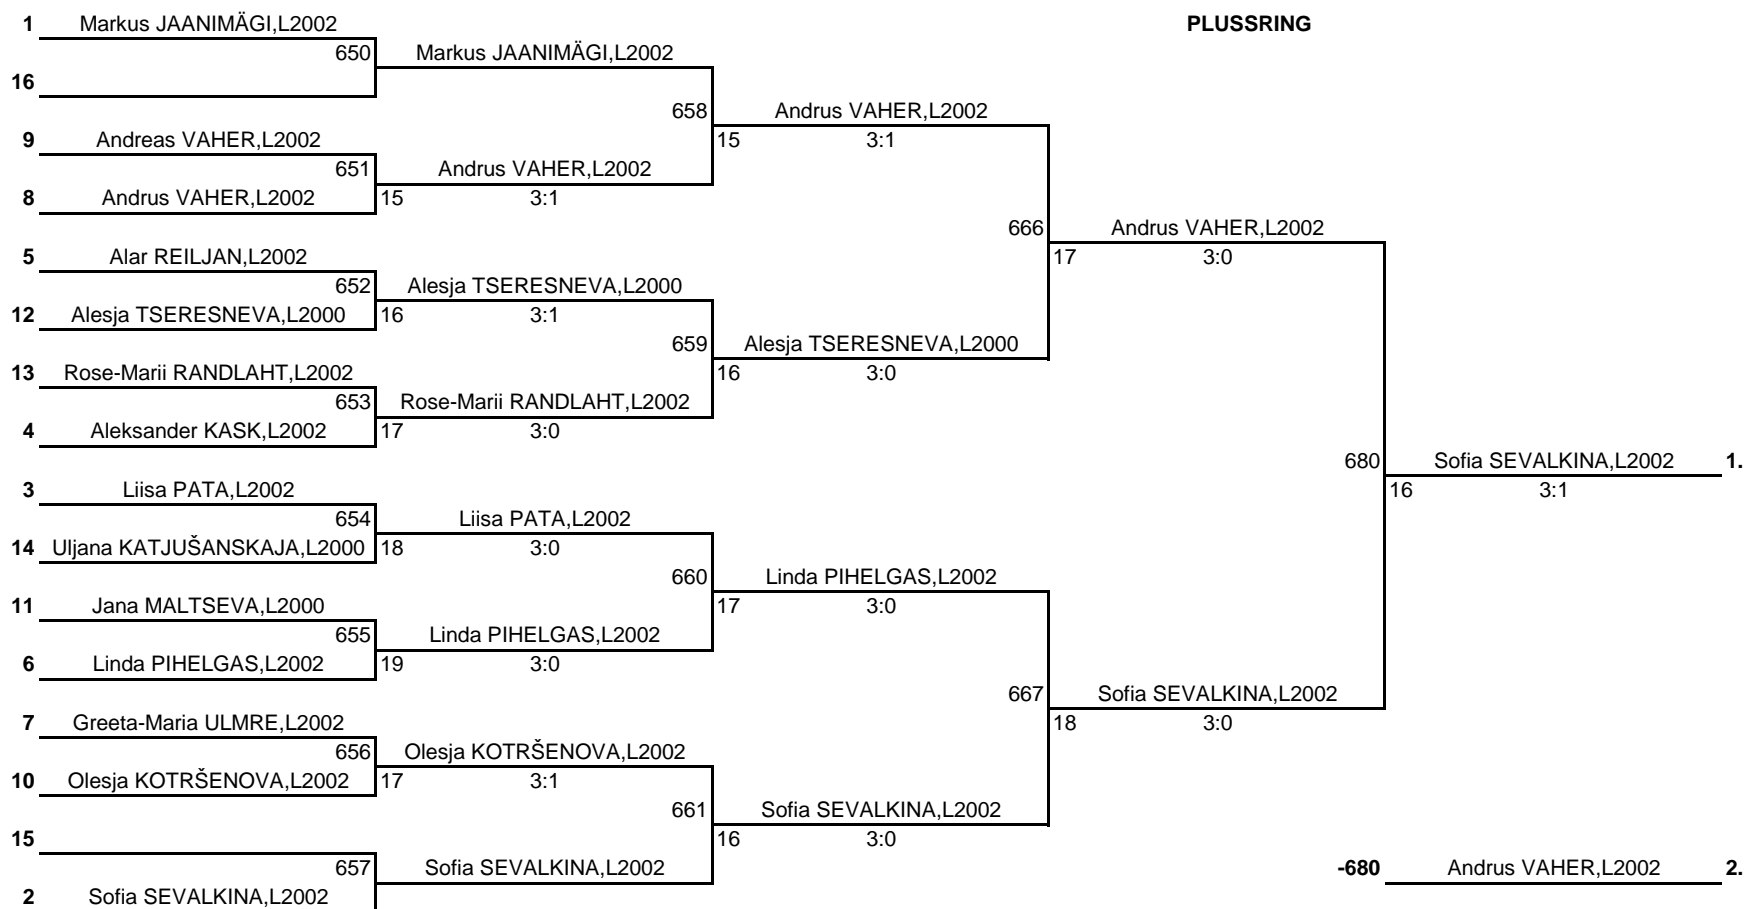 PLUSSRING
1 Markus JAANIMÄGI,L2002
650 Markus JAANIMÄGI,L2002
16
658 Andrus VAHER,L2002
9 Andreas VAHER,L2002
15 3:1
651 Andrus VAHER,L2002
8 Andrus VAHER,L2002 15 3:1
666 Andrus VAHER,L2002
5 Alar REILJAN,L2002
17 3:0
652 Alesja TSERESNEVA,L2000
12 Alesja TSERESNEVA,L2000 16 3:1
659 Alesja TSERESNEVA,L2000
13 Rose-Marii RANDLAHT,L2002
16 3:0
653 Rose-Marii RANDLAHT,L2002
4 Aleksander KASK,L2002 17 3:0
680 Sofia SEVALKINA,L2002 1.
3 Liisa PATA,L2002
16 3:1
654 Liisa PATA,L2002
14 Uljana KATJUŠANSKAJA,L2000 18 3:0
660 Linda PIHELGAS,L2002
11 Jana MALTSEVA,L2000
17 3:0
655 Linda PIHELGAS,L2002
6 Linda PIHELGAS,L2002 19 3:0
667 Sofia SEVALKINA,L2002
7 Greeta-Maria ULMRE,L2002
18 3:0
656 Olesja KOTRŠENOVA,L2002
10 Olesja KOTRŠENOVA,L2002 17 3:1
661 Sofia SEVALKINA,L2002
15
16 3:0
657 Sofia SEVALKINA,L2002
-680 Andrus VAHER,L2002 2.
2 Sofia SEVALKINA,L2002